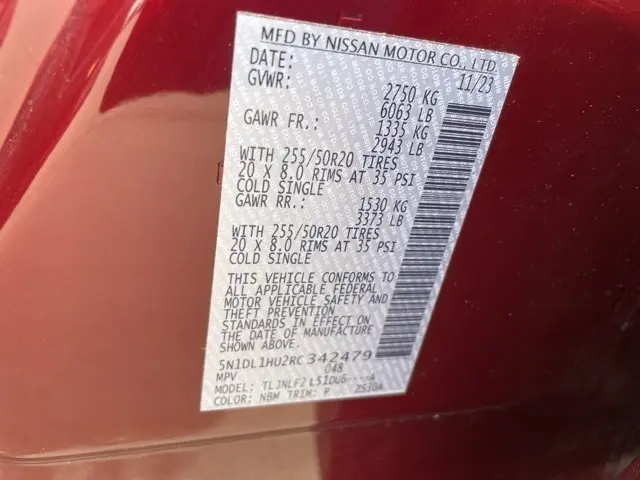 MFD BY NISSAN MOTOR CO., LTD.
DATE: 11/23
GVWR: 2750 KG
6063 LB
GAWR FR.: 1335 KG
2943 LB
WITH 255/50R20 TIRES
20 X 8.0 RIMS AT 35 PSI
COLD SINGLE
GAWR RR.: 1530 KG
3373 LB
WITH 255/50R20 TIRES
20 X 8.0 RIMS AT 35 PSI
COLD SINGLE
THIS VEHICLE CONFORMS TO
ALL APPLICABLE FEDERAL
MOTOR VEHICLE SAFETY AND
THEFT PREVENTION
STANDARDS IN EFFECT ON
THE DATE OF MANUFACTURE
SHOWN ABOVE.
5N1DL1HU2RC342479
MPV 048
MODEL: TLJNLF2 L51DU6----A
COLOR: NBM TRIM: P ZS30A